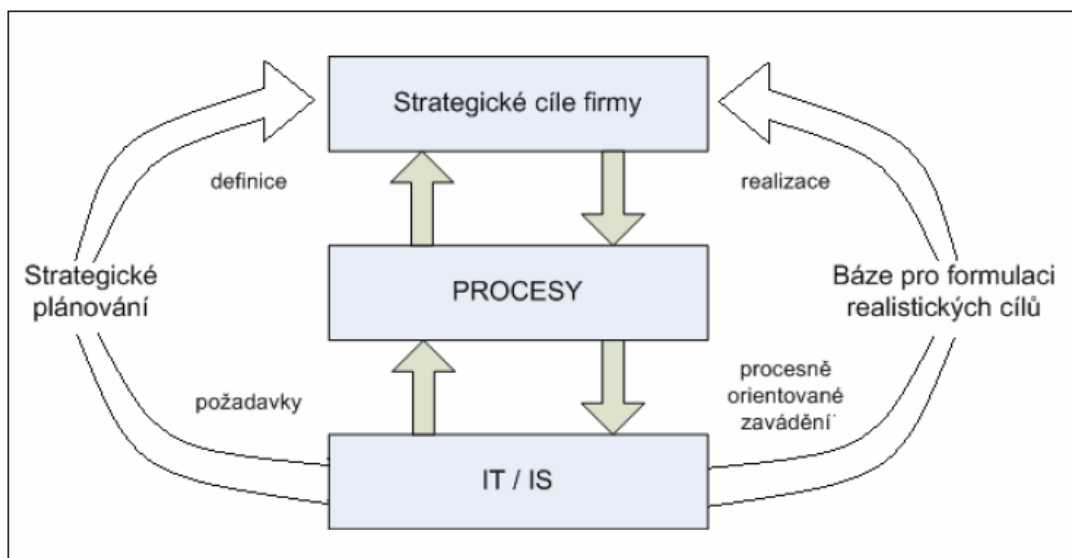 Strategické cíle firmy
definice
realizace
Strategické
plánování
PROCESY
Báze pro formulaci
realistických cílů
požadavky
procesně
orientované
zavádění
IT / IS